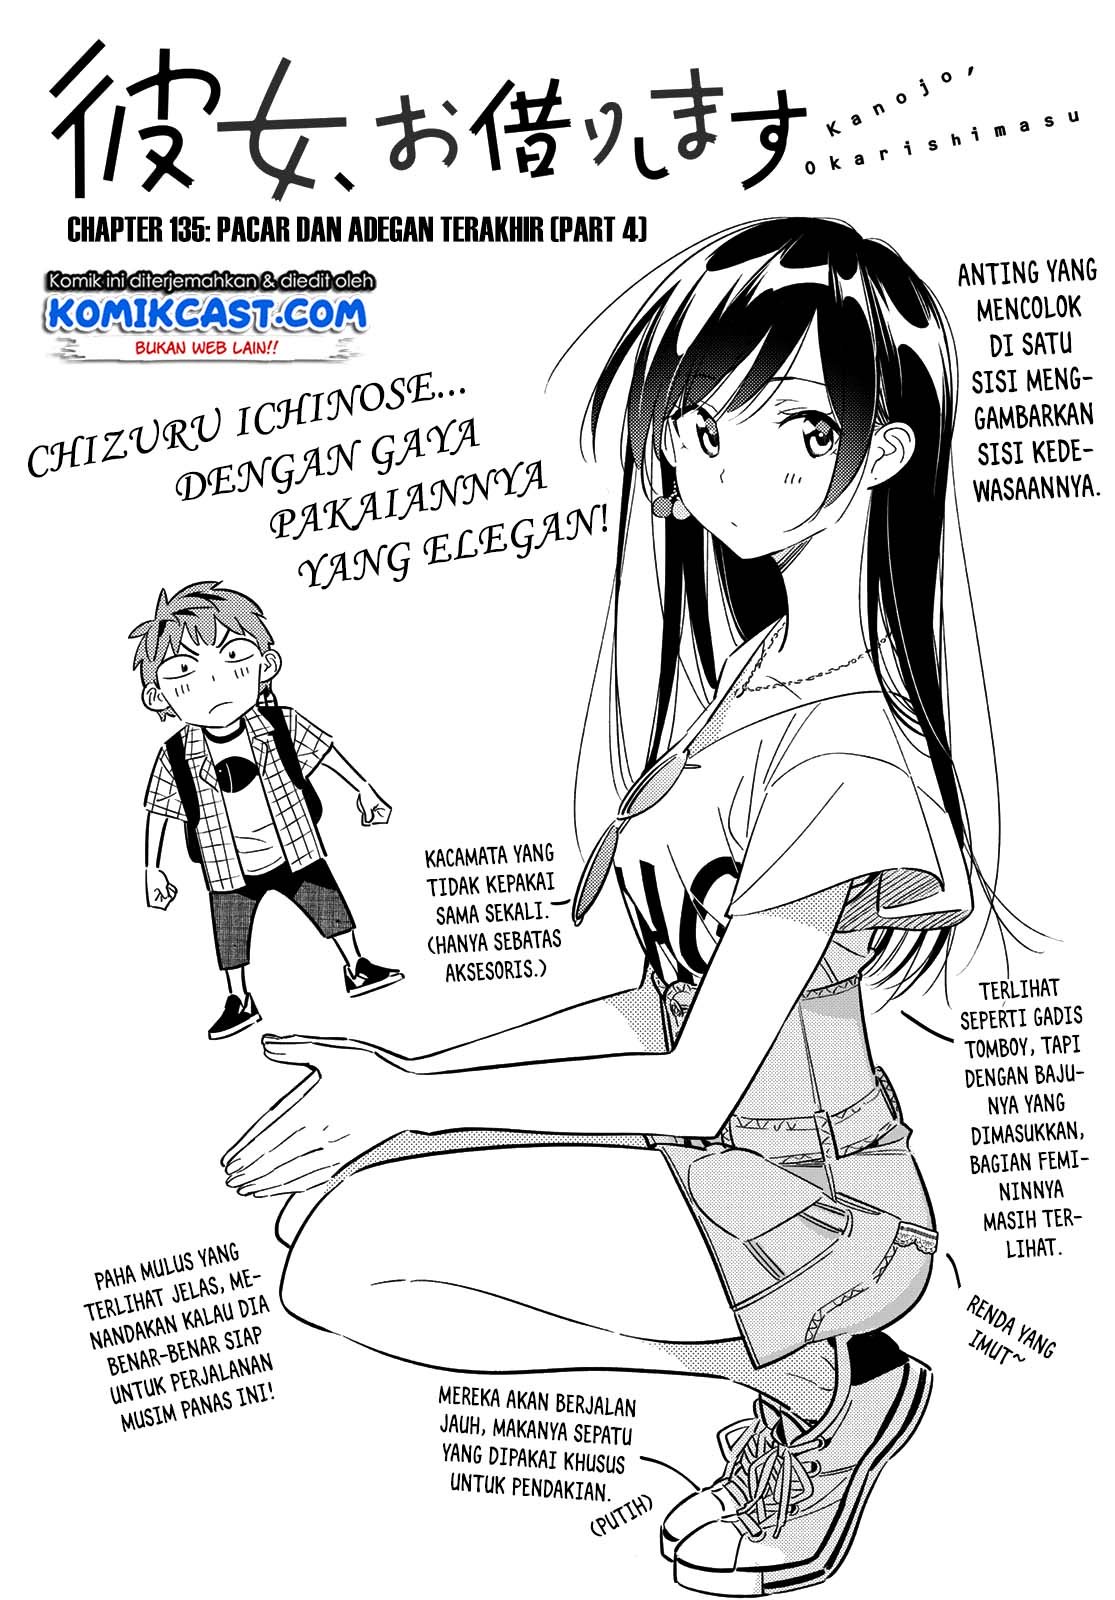 彼女、お借りします
Kanojo,
Okarishimasu
CHAPTER 135: PACAR DAN ADEGAN TERAKHIR (PART 4)
Komik ini diterjemahkan & diedit oleh
KOMIKCAST.COM
BUKAN WEB LAIN!!
ANTING YANG
MENCOLOK
DI SATU
SISI MENG-
GAMBARKAN
SISI KEDE-
WASAANNYA.
CHIZURU ICHINOSE...
DENGAN GAYA
PAKAIANNYA
YANG ELEGAN!
KACAMATA YANG
TIDAK KEPAKAI
SAMA SEKALI.
(HANYA SEBATAS
AKSESORIS.)
TERLIHAT
SEPERTI GADIS
TOMBOY, TAPI
DENGAN BAJU-
NYA YANG
DIMASUKKAN,
BAGIAN FEMI-
NINNYA
MASIH TER-
LIHAT.
PAHA MULUS YANG
TERLIHAT JELAS, ME-
NANDAKAN KALAU DIA
BENAR-BENAR SIAP
UNTUK PERJALANAN
MUSIM PANAS INI!
RENDA YANG
IMUT~
MEREKA AKAN BERJALAN
JAUH, MAKANYA SEPATU
YANG DIPAKAI KHUSUS
UNTUK PENDAKIAN.
(PUTIH)